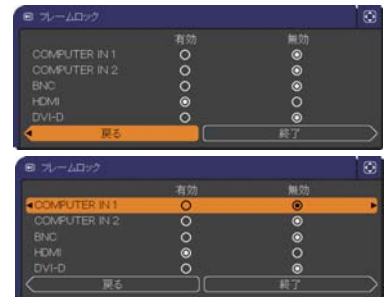 フレームロック
有効 無効
COMPUTER IN 1
COMPUTER IN 2
BNC
HDMI
DVI-D
戻る 終了
フレームロック
有効 無効
COMPUTER IN 1
COMPUTER IN 2
BNC
HDMI
DVI-D
戻る 終了